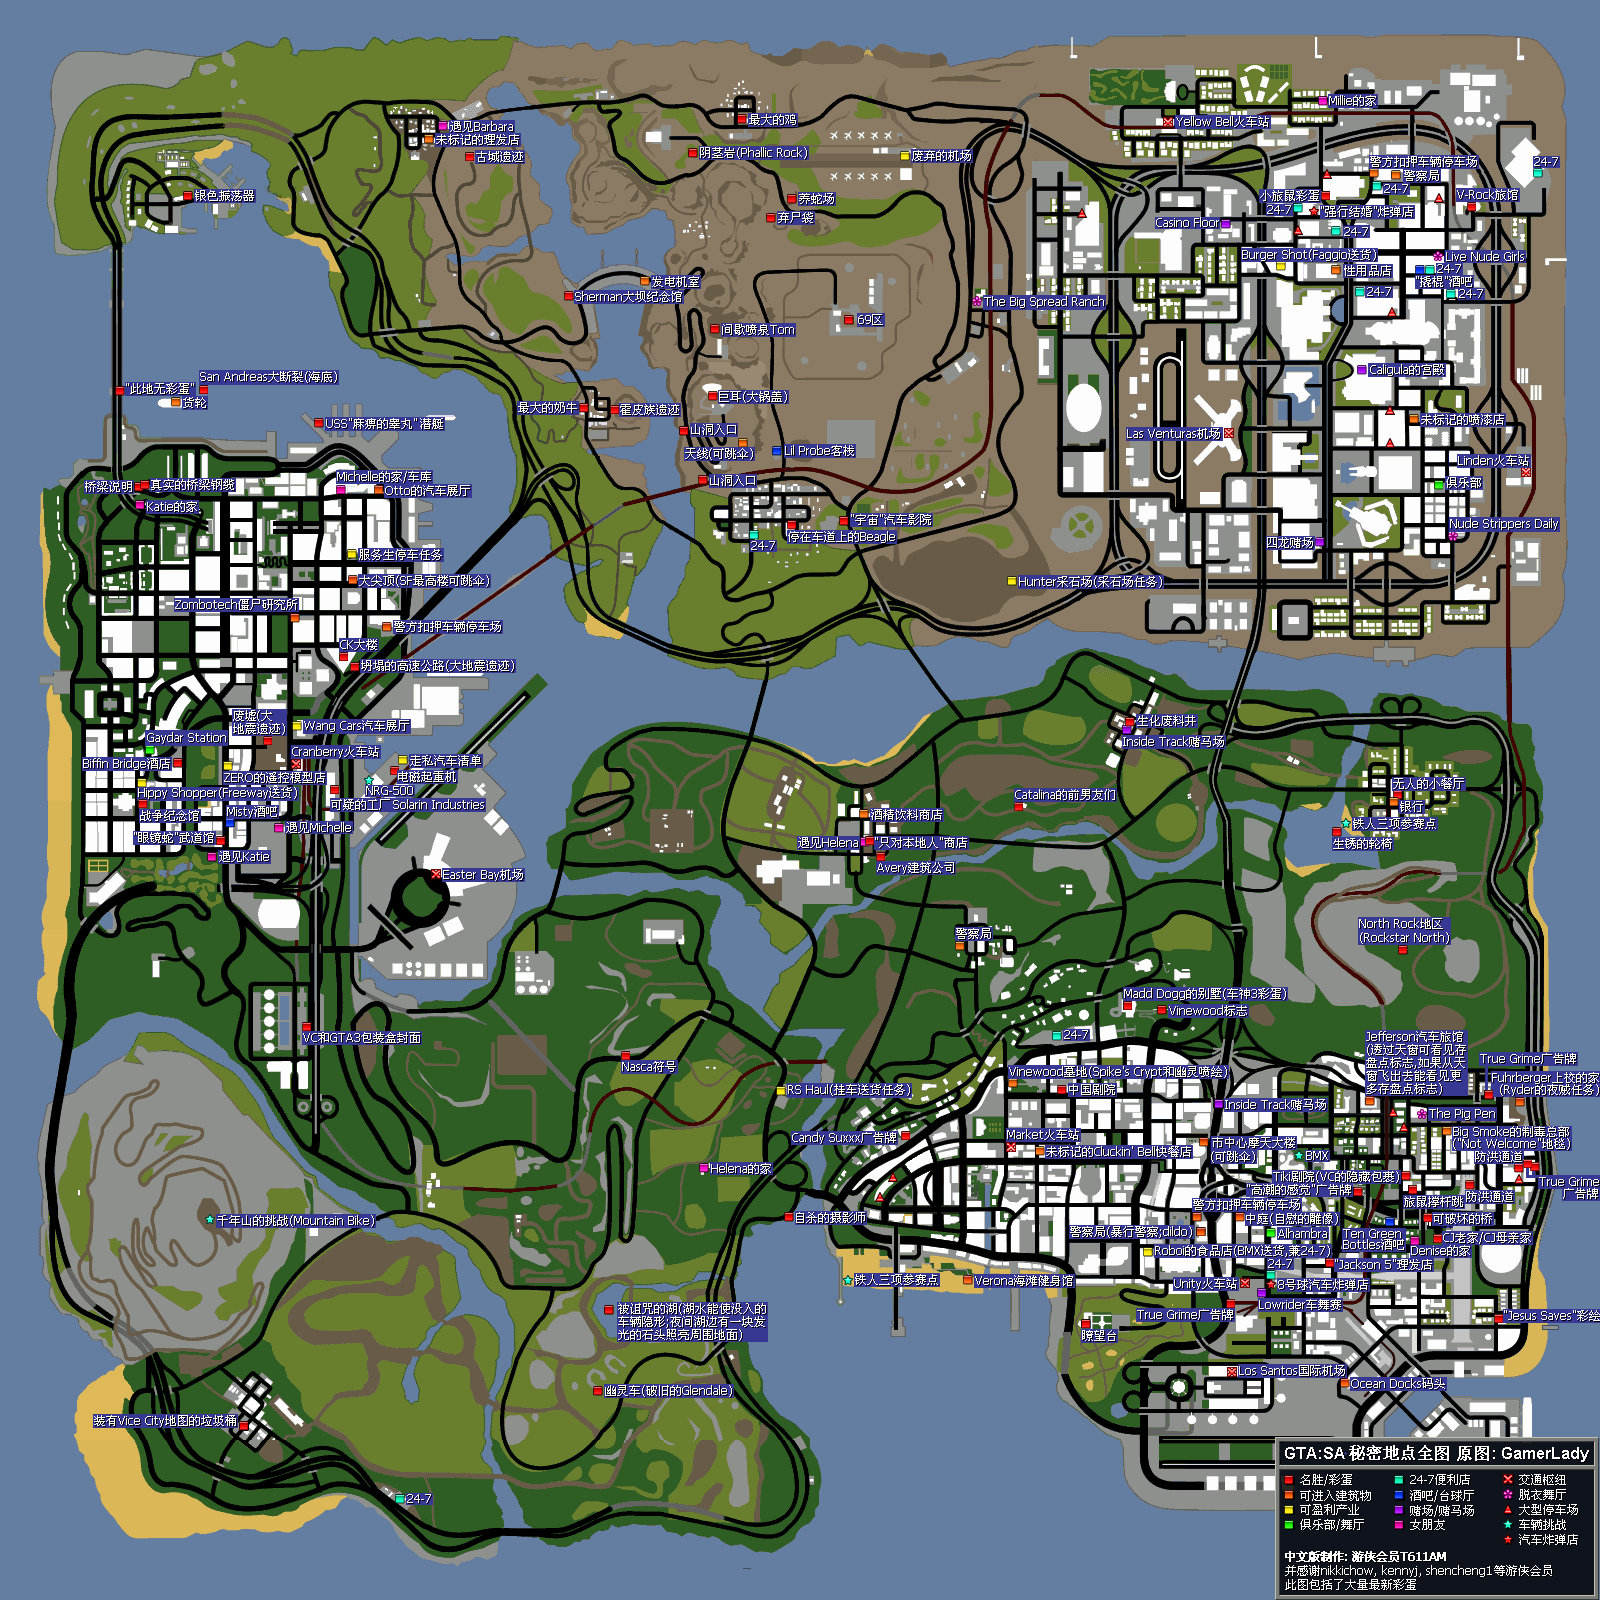 Millie的家
Yellow Bell火车站
遇见Barbara
未标记的理发店
古城遗迹
最大的鸡
阴茎岩(Phallic Rock)
废弃的机场
警方扣押车辆停车场
警察局
24-7
24-7
V-Rock旅馆
银色振荡器
养蛇场
弃尸袋
小旅鼠彩蛋
24-7
"强行结婚"炸弹店
Casino Floor
24-7
Burger Shot(Faggio送货)
性用品店
Live Nude Girls
24-7
"撬棍"酒吧
24-7
24-7
发电机室
Sherman大坝纪念馆
The Big Spread Ranch
69区
间歇喷泉Tom
San Andreas大断裂(海底)
"此地无彩蛋"
货轮
USS"麻痹的睾丸"潜艇
最大的奶牛
霍皮族遗迹
巨耳(大锅盖)
山洞入口
天线(可跳伞)
Lil Probe客栈
山洞入口
Caligula的宫殿
未标记的喷漆店
Las Venturas机场
Linden火车站
俱乐部
Nude Strippers Daily
四龙赌场
桥梁说明
真实的桥梁钢缆
Michelle的家/车库
Otto的汽车展厅
Katie的家
服务生停车任务
大尖顶(SF最高楼可跳伞)
Zombotech僵尸研究所
警方扣押车辆停车场
CK大楼
坍塌的高速公路(大地震遗迹)
"宇宙"汽车影院
停在车道上的Beagle
24-7
Hunter采石场(采石场任务)
废墟(大
地震遗迹)
Wang Cars汽车展厅
Gaydar Station
Cranberry火车站
Biffin Bridge酒店
ZERO的遥控模型店
走私汽车清单
电磁起重机
NRG-500
Hippy Shopper(Freeway送货)
可疑的工厂Solarin Industries
战争纪念馆
Misty酒吧
"眼镜蛇"武道馆
遇见Michelle
遇见Katie
Easter Bay机场
生化废料井
Inside Track赌马场
Catalina的前男友们
酒精饮料商店
遇见Helena
"只对本地人"商店
Avery建筑公司
无人的小餐厅
银行
铁人三项参赛点
生锈的轮椅
North Rock地区
(Rockstar North)
警察局
Madd Dogg的别墅(车神3彩蛋)
Vinewood标志
24-7
VC和GTA3包装盒封面
Nasca符号
RS Haul(挂车送货任务)
Vinewood墓地(Spike's Crypt和幽灵喷绘)
中国剧院
Jefferson汽车旅馆
(透过天窗可看见存
盘点标志,如果从天
窗飞出去能看见更
多存盘点标志)
True Grime广告牌
Fuhrberger上校的家
(Ryder的夜贼任务)
Inside Track赌马场
The Pig Pen
Candy Suxxx广告牌
Market火车站
未标记的Cluckin' Bell快餐店
市中心摩天大楼
(可跳伞)
BMX
Big Smoke的制毒总部
("Not Welcome"地毯)
防洪通道
Helena的家
Tiki剧院(VC的隐藏包裹)
"高潮的感觉"广告牌
True Grime
广告牌
旅鼠撑杆跳
防洪通道
自杀的摄影师
警方扣押车辆停车场
中庭(自慰的雕像)
可破坏的桥
警察局(暴行警察,dildo)
Alhambra
Ten Green
Bottles酒吧
CJ老家/CJ母亲家
Denise的家
Roboi的食品店(BMX送货,兼24-7)
24-7
"Jackson 5"理发店
千年山的挑战(Mountain Bike)
铁人三项参赛点
Verona海滩健身馆
Unity火车站
8号球汽车炸弹店
Lowrider车舞赛
True Grime广告牌
"Jesus Saves"彩绘
瞭望台
被诅咒的湖(湖水能使没入的
车辆隐形;夜间湖边有一块发
光的石头照亮周围地面)
Los Santos国际机场
Ocean Docks码头
幽灵车(破旧的Glendale)
装有Vice City地图的垃圾桶
24-7
GTA:SA 秘密地点全图 原图: GamerLady
名胜/彩蛋
24-7便利店
交通枢纽
可进入建筑物
酒吧/台球厅
脱衣舞厅
可盈利产业
赌场/赌马场
大型停车场
俱乐部/舞厅
女朋友
车辆挑战
汽车炸弹店
中文版制作: 游侠会员T611AM
并感谢nikkichow, kennyj, shencheng1等游侠会员
此图包括了大量最新彩蛋